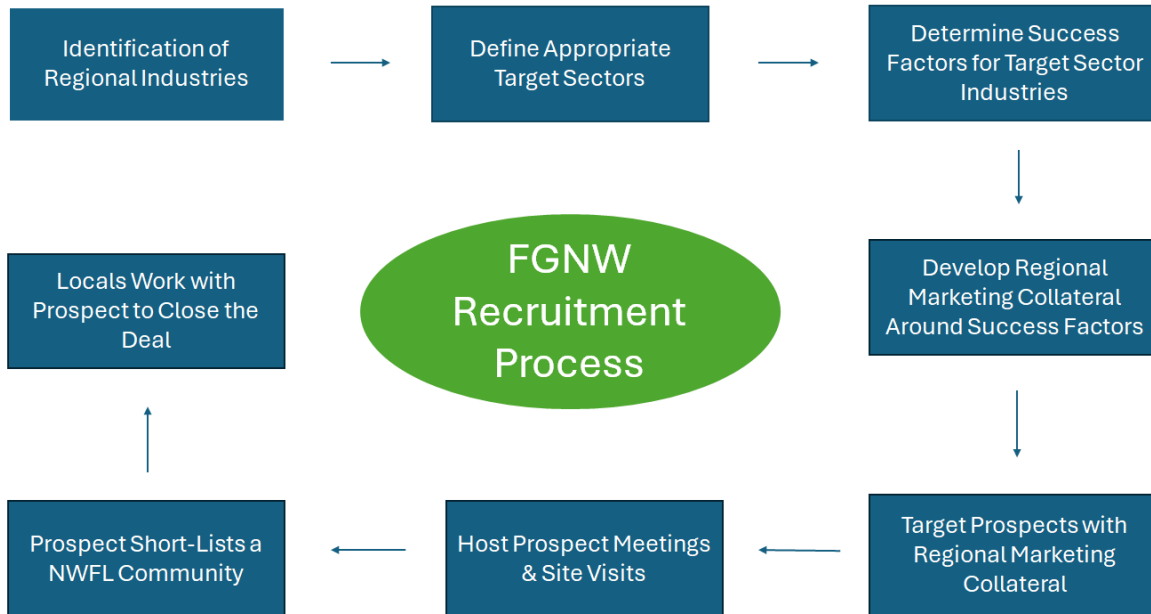 Identification of
Regional Industries
Define Appropriate
Target Sectors
Determine Success
Factors for Target Sector
Industries
Develop Regional
Marketing Collateral
Around Success Factors
Target Prospects with
Regional Marketing
Collateral
Host Prospect Meetings
& Site Visits
Prospect Short-Lists a
NWFL Community
Locals Work with
Prospect to Close the
Deal
FGNW
Recruitment
Process